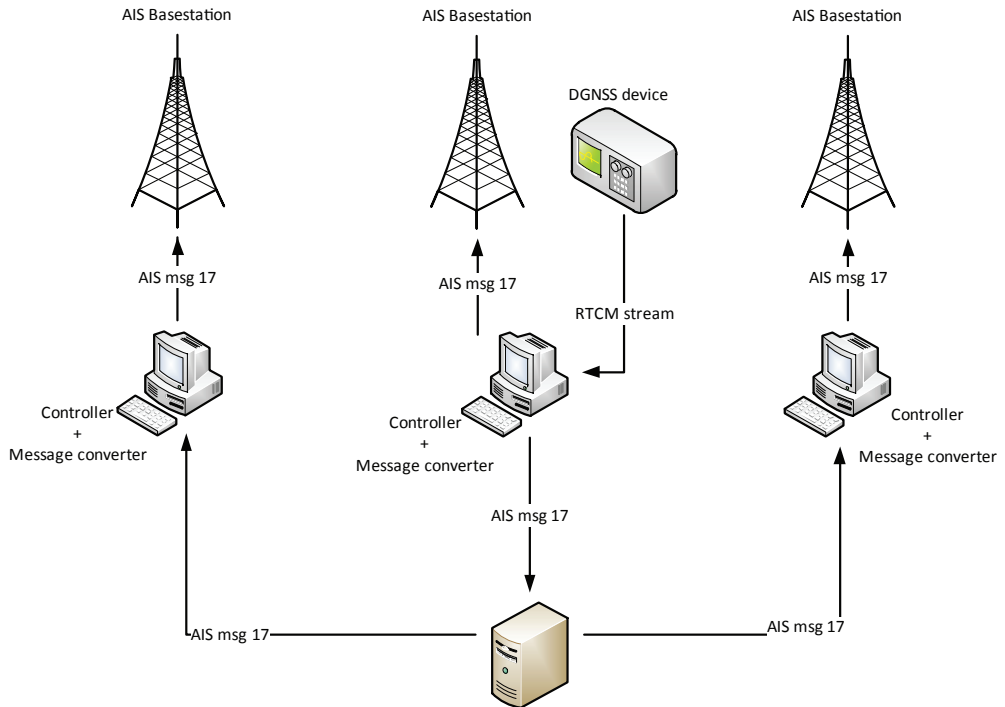 AIS Basestation
AIS Basestation
AIS Basestation
DGNSS device
AIS msg 17
AIS msg 17
AIS msg 17
RTCM stream
Controller
+
Message converter
Controller
+
Message converter
Controller
+
Message converter
AIS msg 17
AIS msg 17
AIS msg 17